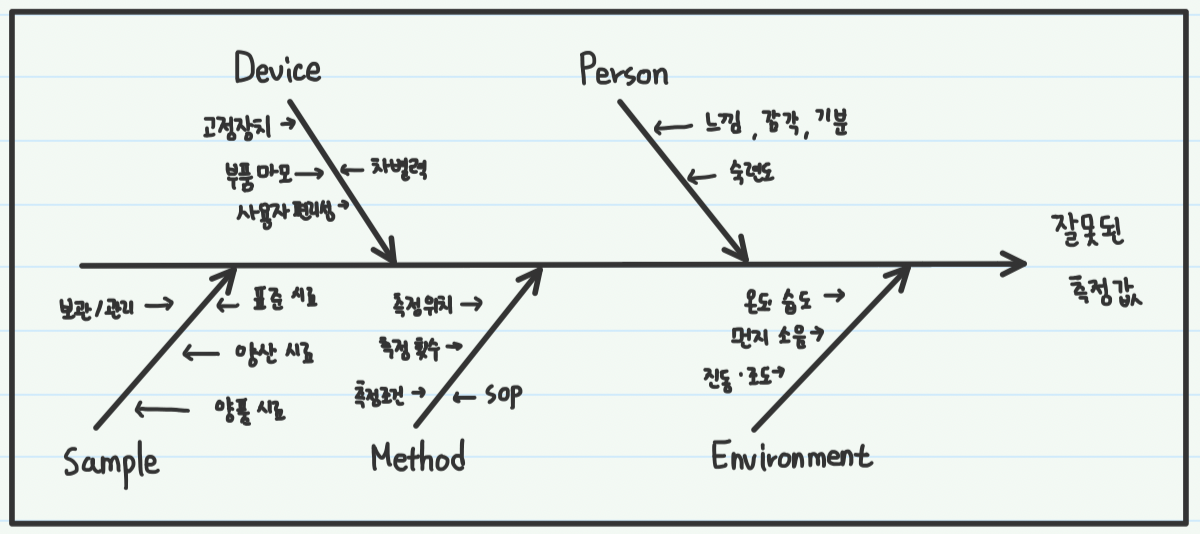 Device
고정장치
부품 마모
차별력
사용자 편리성
Person
느낌, 감각, 기분
숙련도
잘못된
측정값
보관/관리
표준 시료
양산 시료
양품 시료
Sample
측정위치
측정 횟수
측정조건
SOP
Method
온도 습도
먼지 소음
진동·조도
Environment